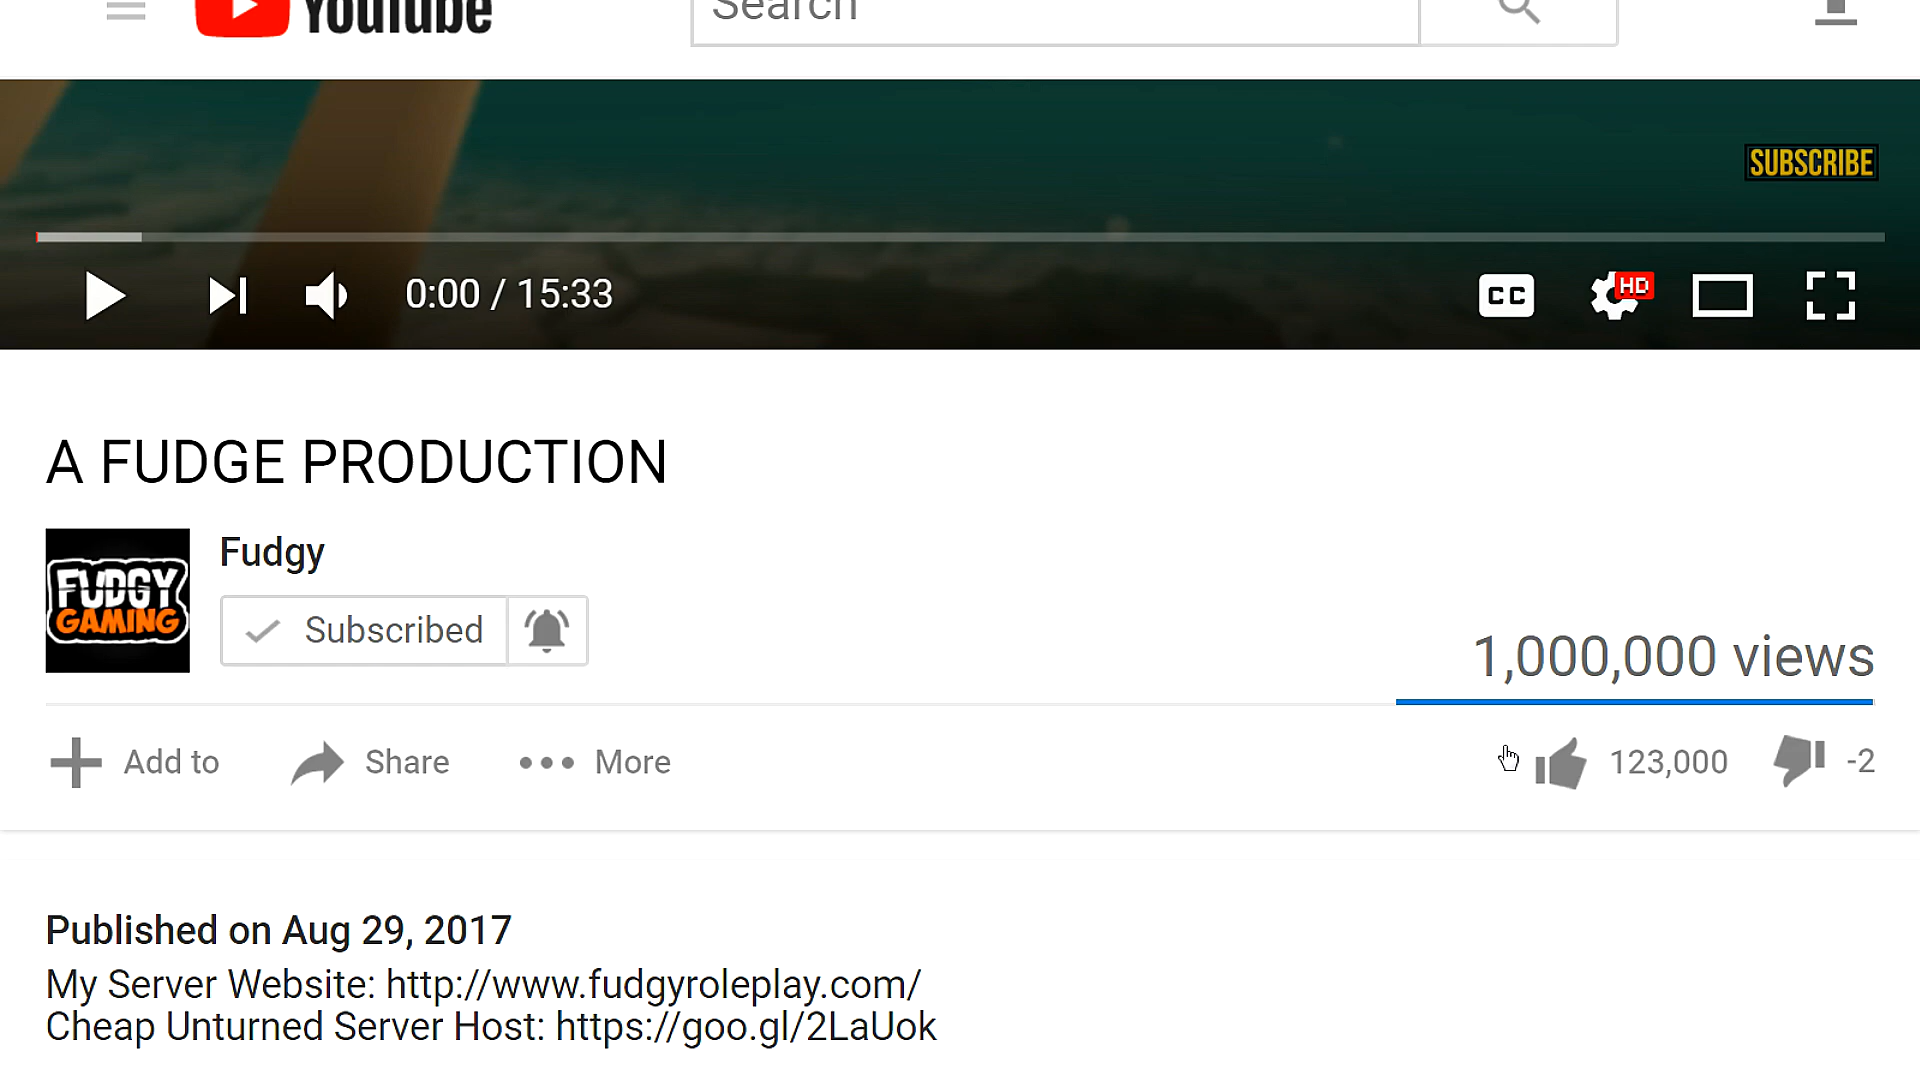 YouTube
Search
SUBSCRIBE
0:00 / 15:33
CC
HD
A FUDGE PRODUCTION
FUDGY
GAMING
Fudgy
Subscribed
1,000,000 views
Add to
Share
More
123,000
-2
Published on Aug 29, 2017
My Server Website: http://www.fudgyroleplay.com/
Cheap Unturned Server Host: https://goo.gl/2LaUok